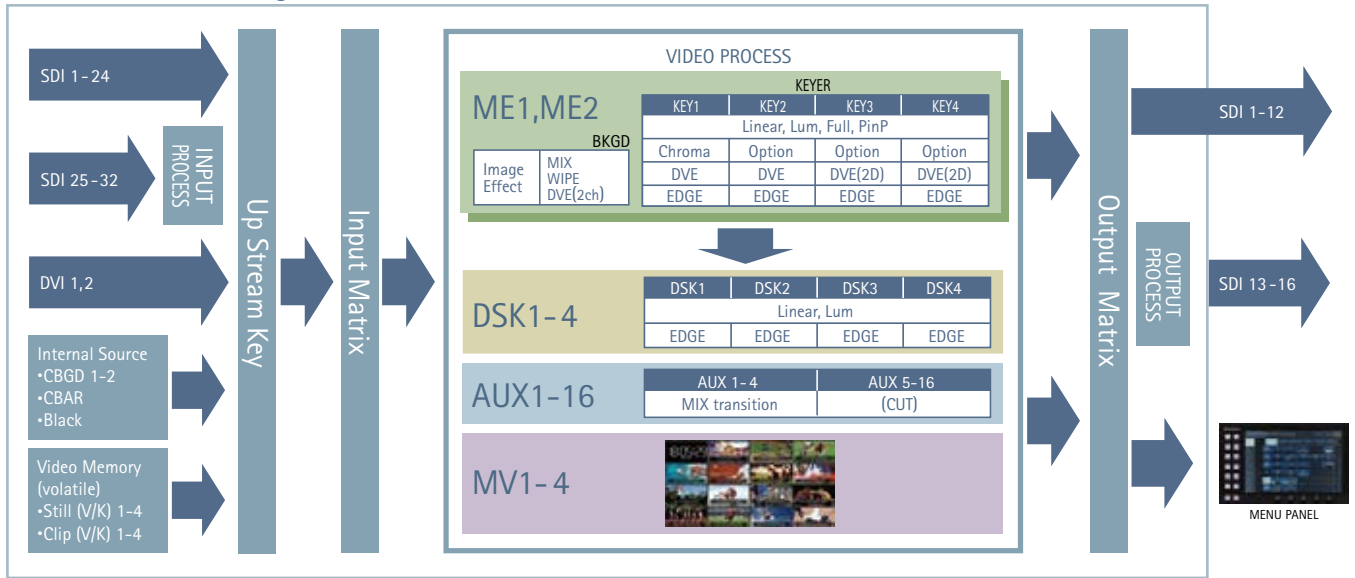 SDI 1-24
SDI 25-32
INPUT
PROCESS
DVI 1,2
Internal Source
•CBGD 1-2
•CBAR
•Black
Video Memory
(volatile)
•Still (V/K) 1-4
•Clip (V/K) 1-4
Up Stream Key
Input Matrix
VIDEO PROCESS
ME1,ME2
BKGD
Image
Effect
MIX
WIPE
DVE(2ch)
KEYER
KEY1 KEY2 KEY3 KEY4
Linear, Lum, Full, PinP
Chroma Option Option Option
DVE DVE DVE(2D) DVE(2D)
EDGE EDGE EDGE EDGE
DSK1-4
DSK1 DSK2 DSK3 DSK4
Linear, Lum
EDGE EDGE EDGE EDGE
AUX1-16
AUX 1-4 AUX 5-16
MIX transition (CUT)
MV1-4
Output Matrix
OUTPUT
PROCESS
SDI 1-12
SDI 13-16
MENU PANEL